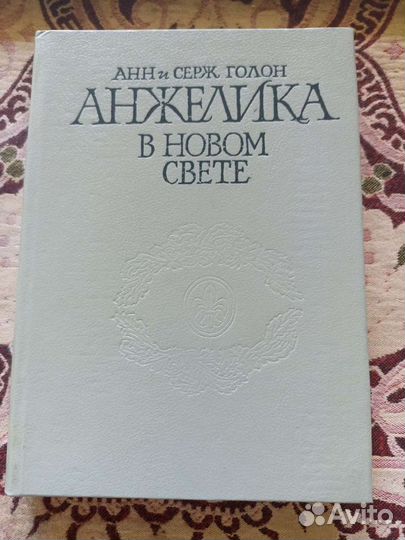 АНН и СЕРЖ ГОЛОН
АНЖЕЛИКА
В НОВОМ
СВЕТЕ
Avito